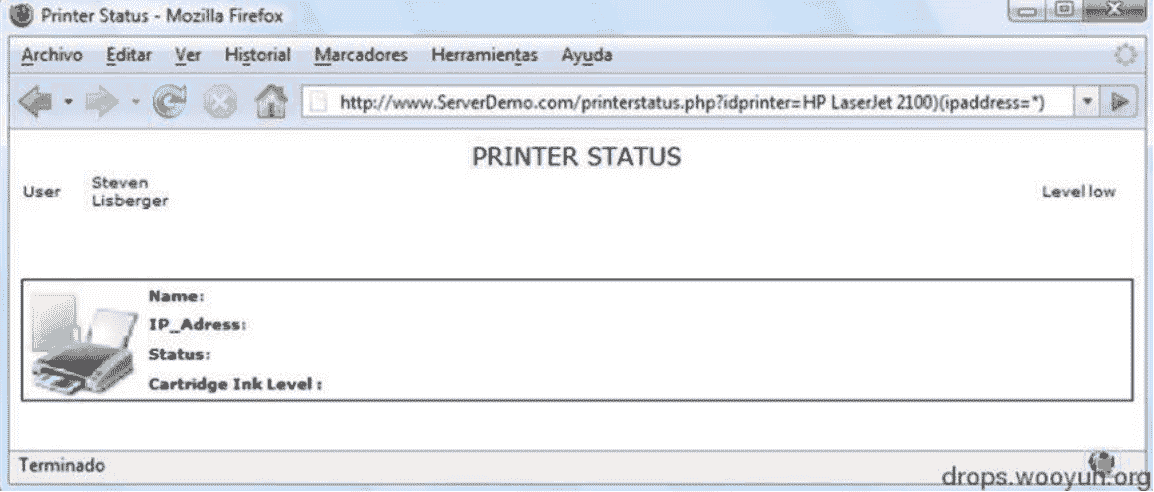 Printer Status - Mozilla Firefox
Archivo Editar Ver Historial Marcadores Herramientas Ayuda
http://www.ServerDemo.com/printerstatus.php?idprinter=HP LaserJet 2100)(ipaddress=*)
PRINTER STATUS
User Steven Lisberger Level low
Name:
IP_Adress:
Status:
Cartridge Ink Level :
Terminado
drops.wooyun.org